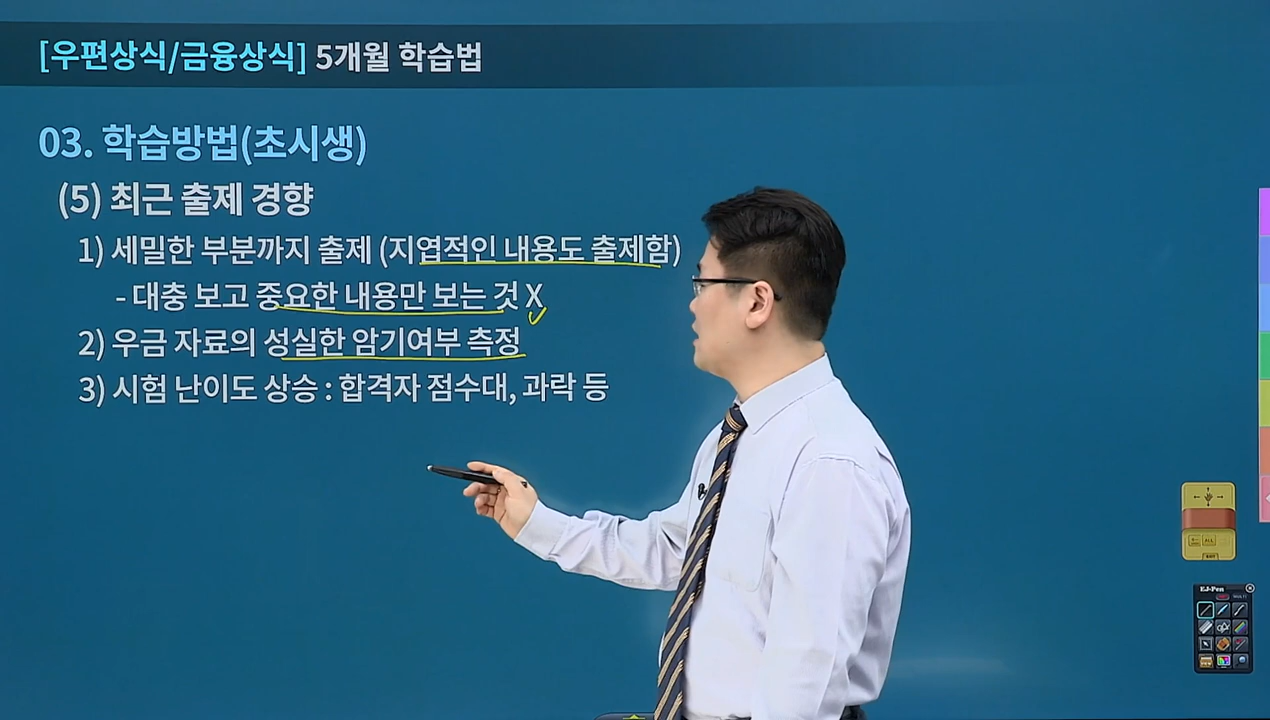 [우편상식/금융상식] 5개월 학습법
03. 학습방법(초시생)
(5) 최근 출제 경향
1) 세밀한 부분까지 출제 (지엽적인 내용도 출제함)
- 대충 보고 중요한 내용만 보는 것 X
2) 우금 자료의 성실한 암기여부 측정
3) 시험 난이도 상승 : 합격자 점수대, 과락 등
ALL
EJ-Pen